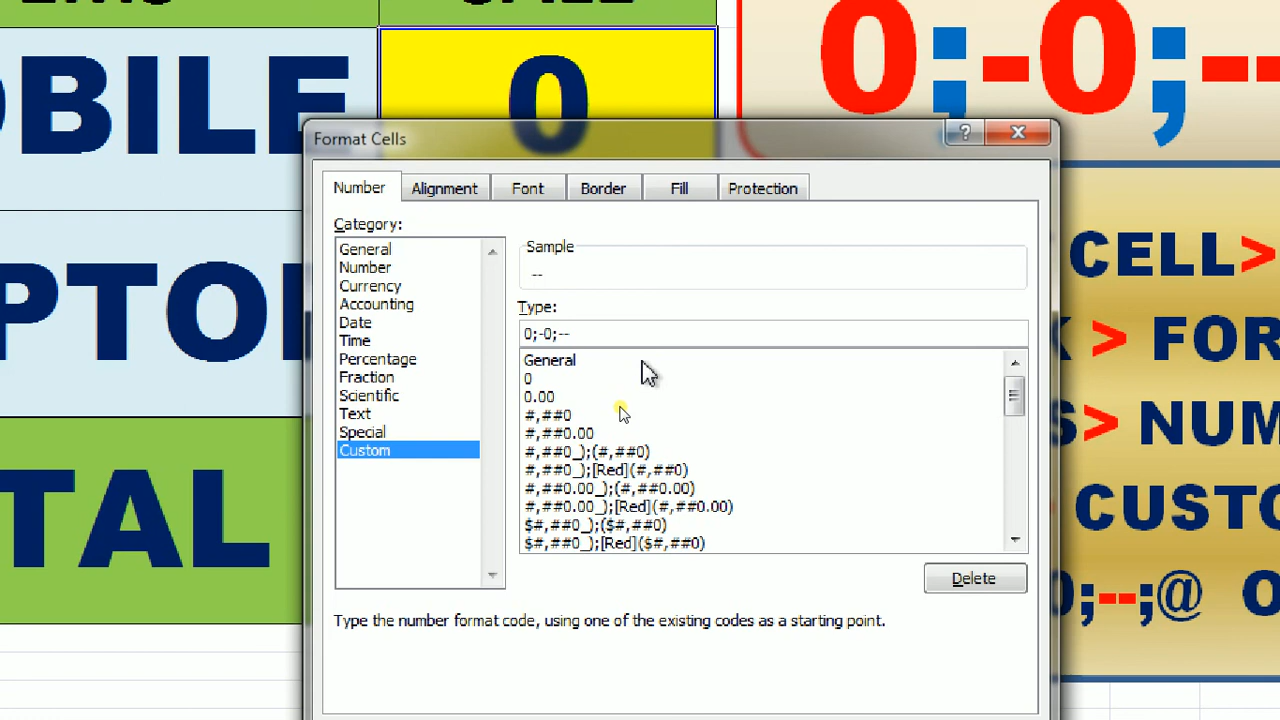 SALE
0;-0;--
OBILE
0
Format Cells
Number
Alignment
Font
Border
Fill
Protection
Category:
General
Number
Currency
Accounting
Date
Time
Percentage
Fraction
Scientific
Text
Special
Custom
Sample
--
Type:
0;-0;--
General
0
0.00
#,##0
#,##0.00
#,##0_);(#,##0)
#,##0_);[Red](#,##0)
#,##0.00_);(#,##0.00)
#,##0.00_);[Red](#,##0.00)
$#,##0_);($#,##0)
$#,##0_);[Red]($#,##0)
Delete
Type the number format code, using one of the existing codes as a starting point.
PTO
TAL
CELL>
> FOR
S> NUM
CUSTO
0;--;@ O